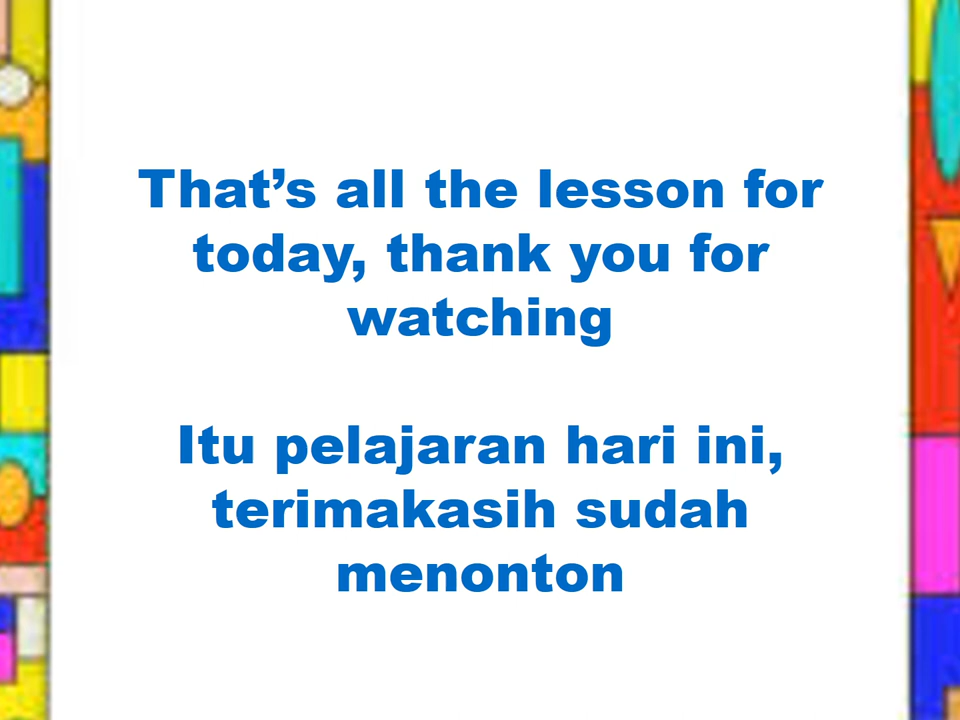 That’s all the lesson for
today, thank you for
watching
Itu pelajaran hari ini,
terimakasih sudah
menonton